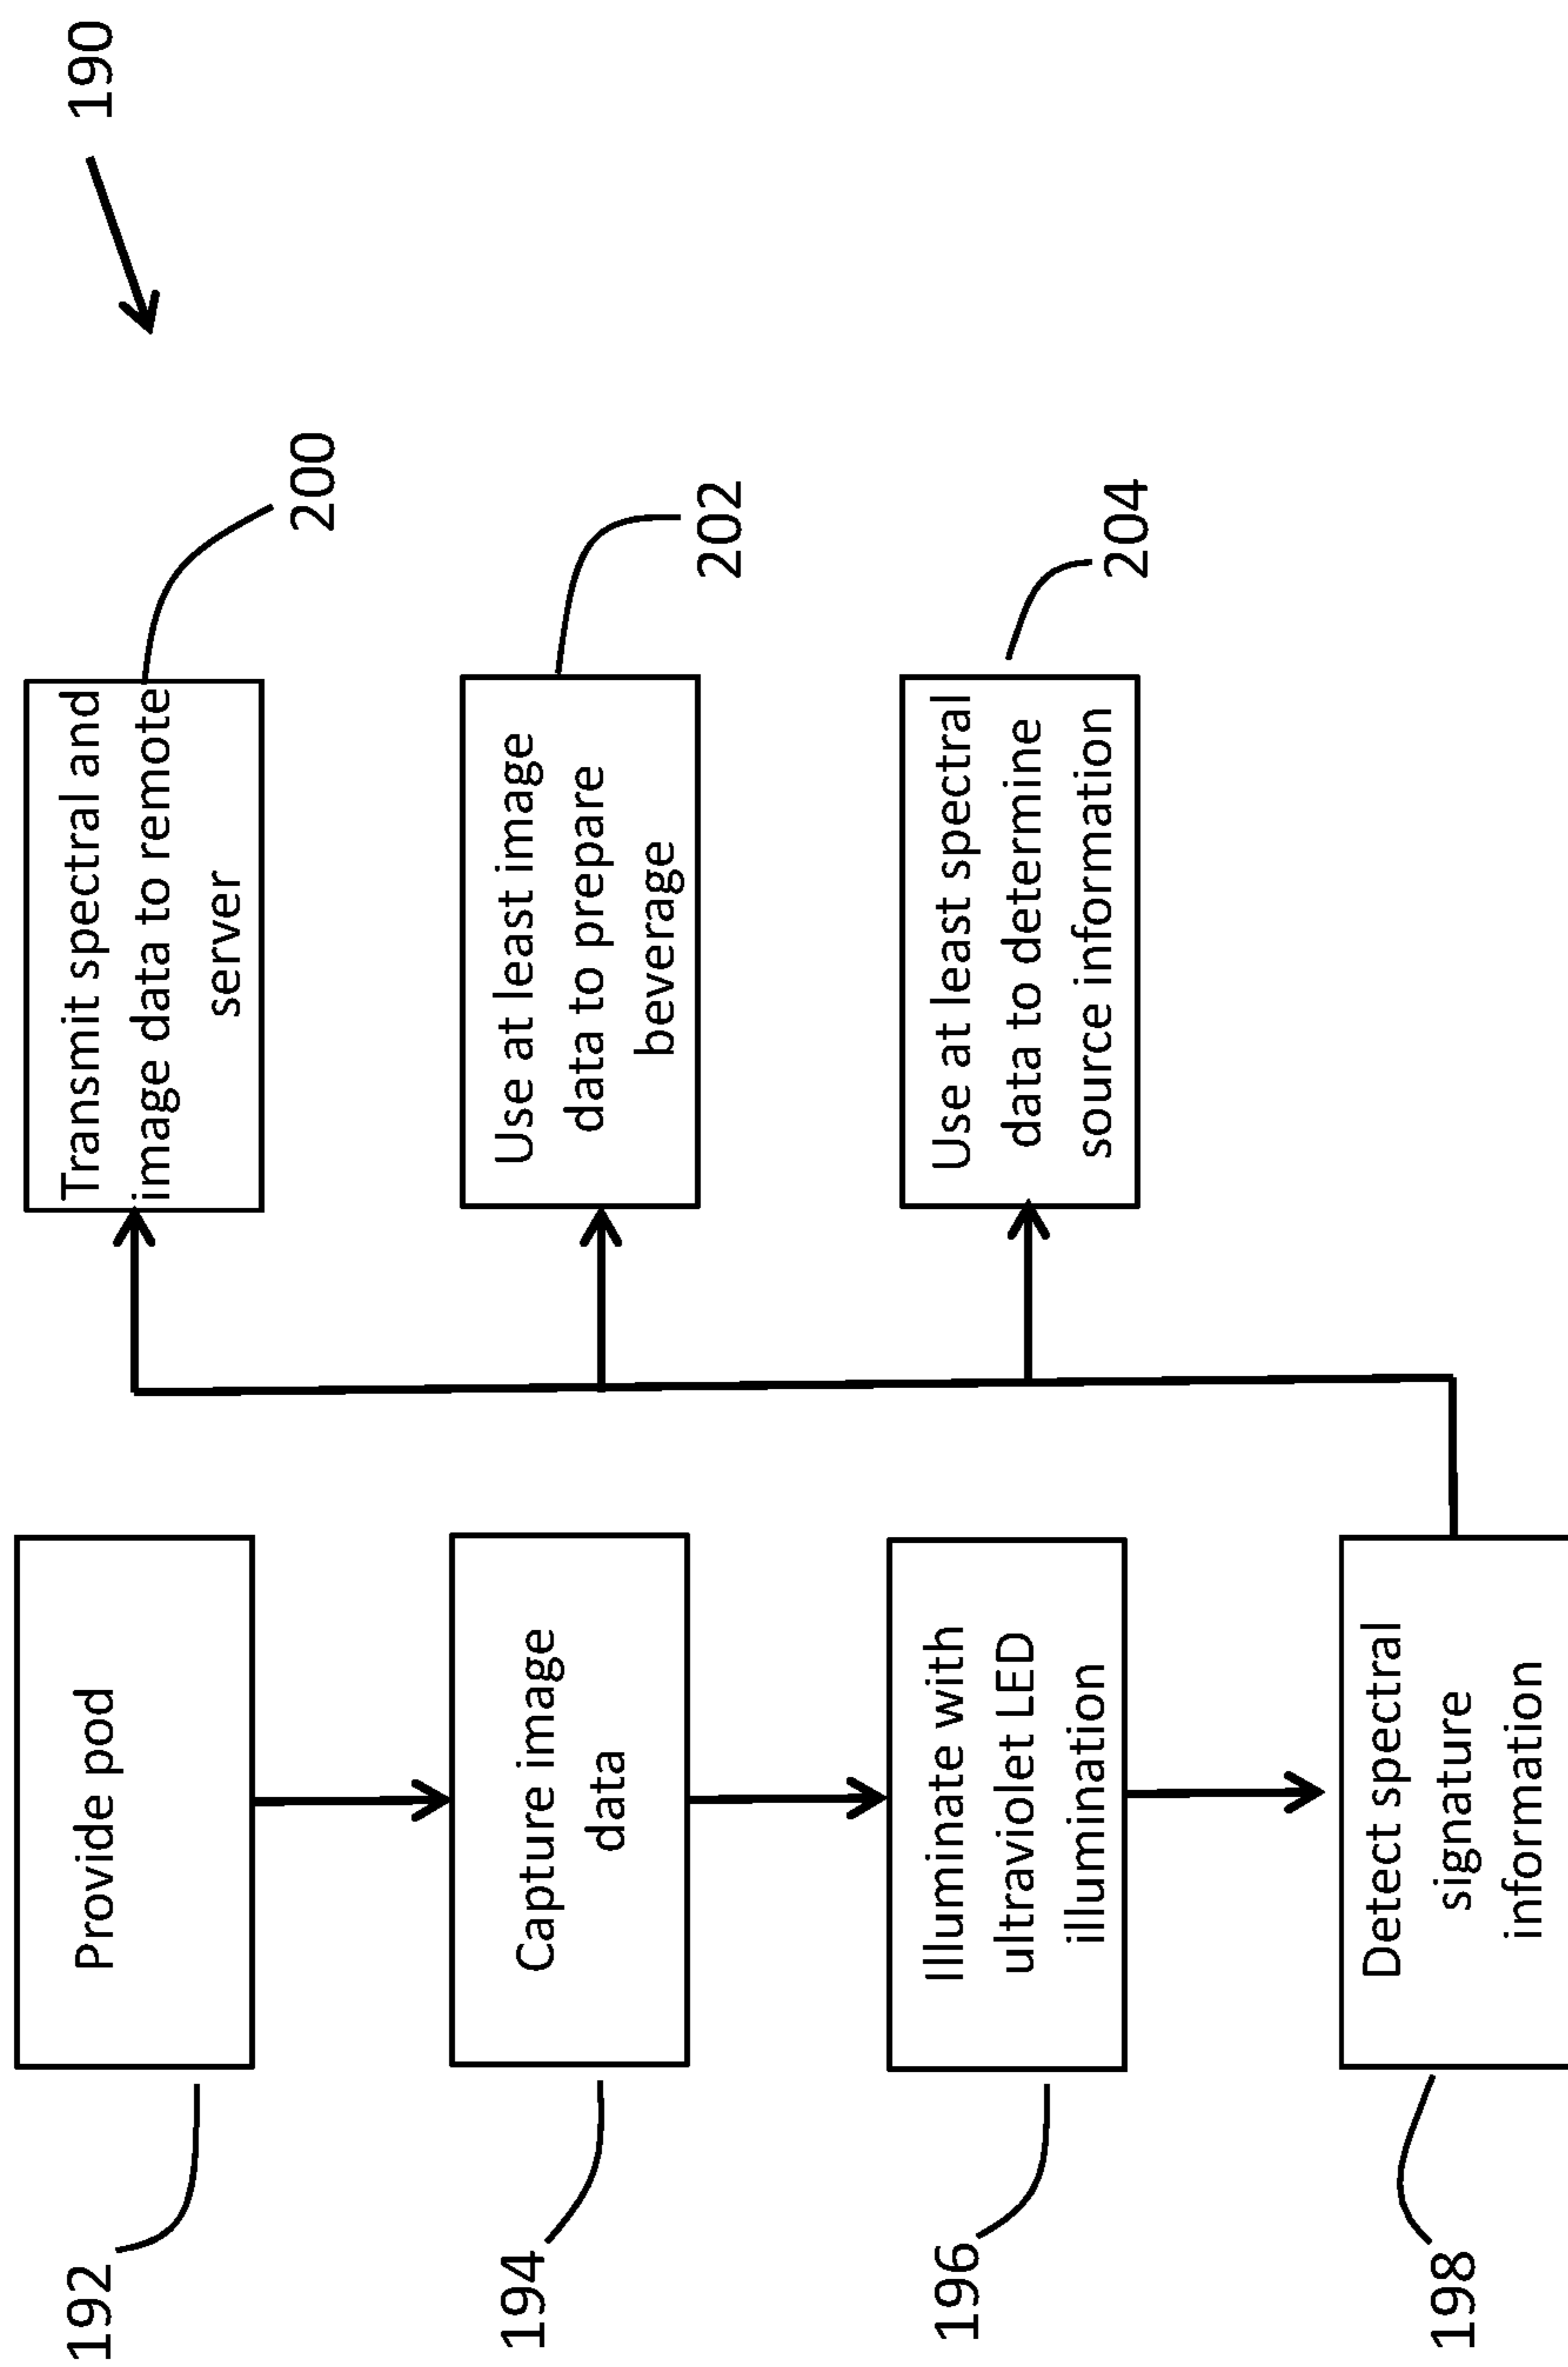 190
192
Provide pod
194
Capture image
data
196
Illuminate with
ultraviolet LED
illumination
198
Detect spectral
signature
information
Transmit spectral and
image data to remote
server
200
Use at least image
data to prepare
beverage
202
Use at least spectral
data to determine
source information
204